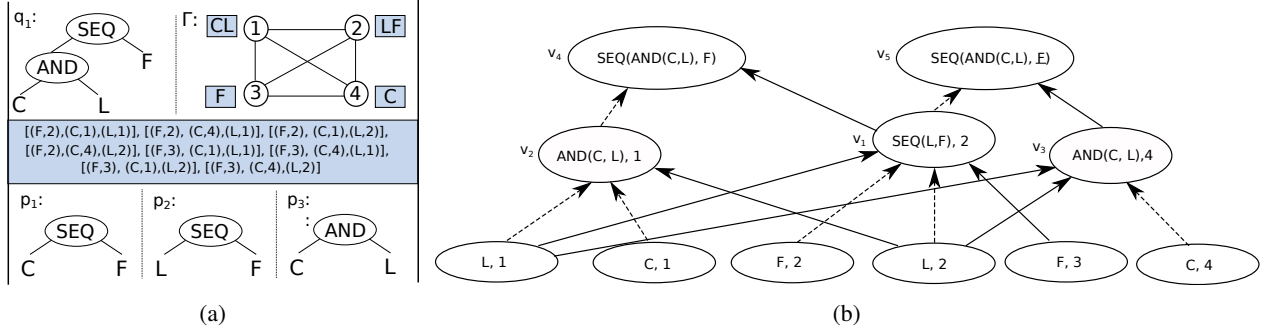 q1:
SEQ
AND
F
C
L
Γ:
CL
1
2
LF
F
3
4
C
[(F,2),(C,1),(L,1)], [(F,2), (C,4),(L,1)], [(F,2), (C,1),(L,2)],
[(F,2),(C,4),(L,2)], [(F,3), (C,1),(L,1)], [(F,3), (C,4),(L,1)],
[(F,3), (C,1),(L,2)], [(F,3), (C,4),(L,2)]
p1:
SEQ
C
F
p2:
SEQ
L
F
p3:
:
AND
C
L
(a)
v4
SEQ(AND(C,L), F)
v5
SEQ(AND(C,L), F)
v2
AND(C, L), 1
v1
SEQ(L,F), 2
v3
AND(C, L),4
L, 1
C, 1
F, 2
L, 2
F, 3
C, 4
(b)